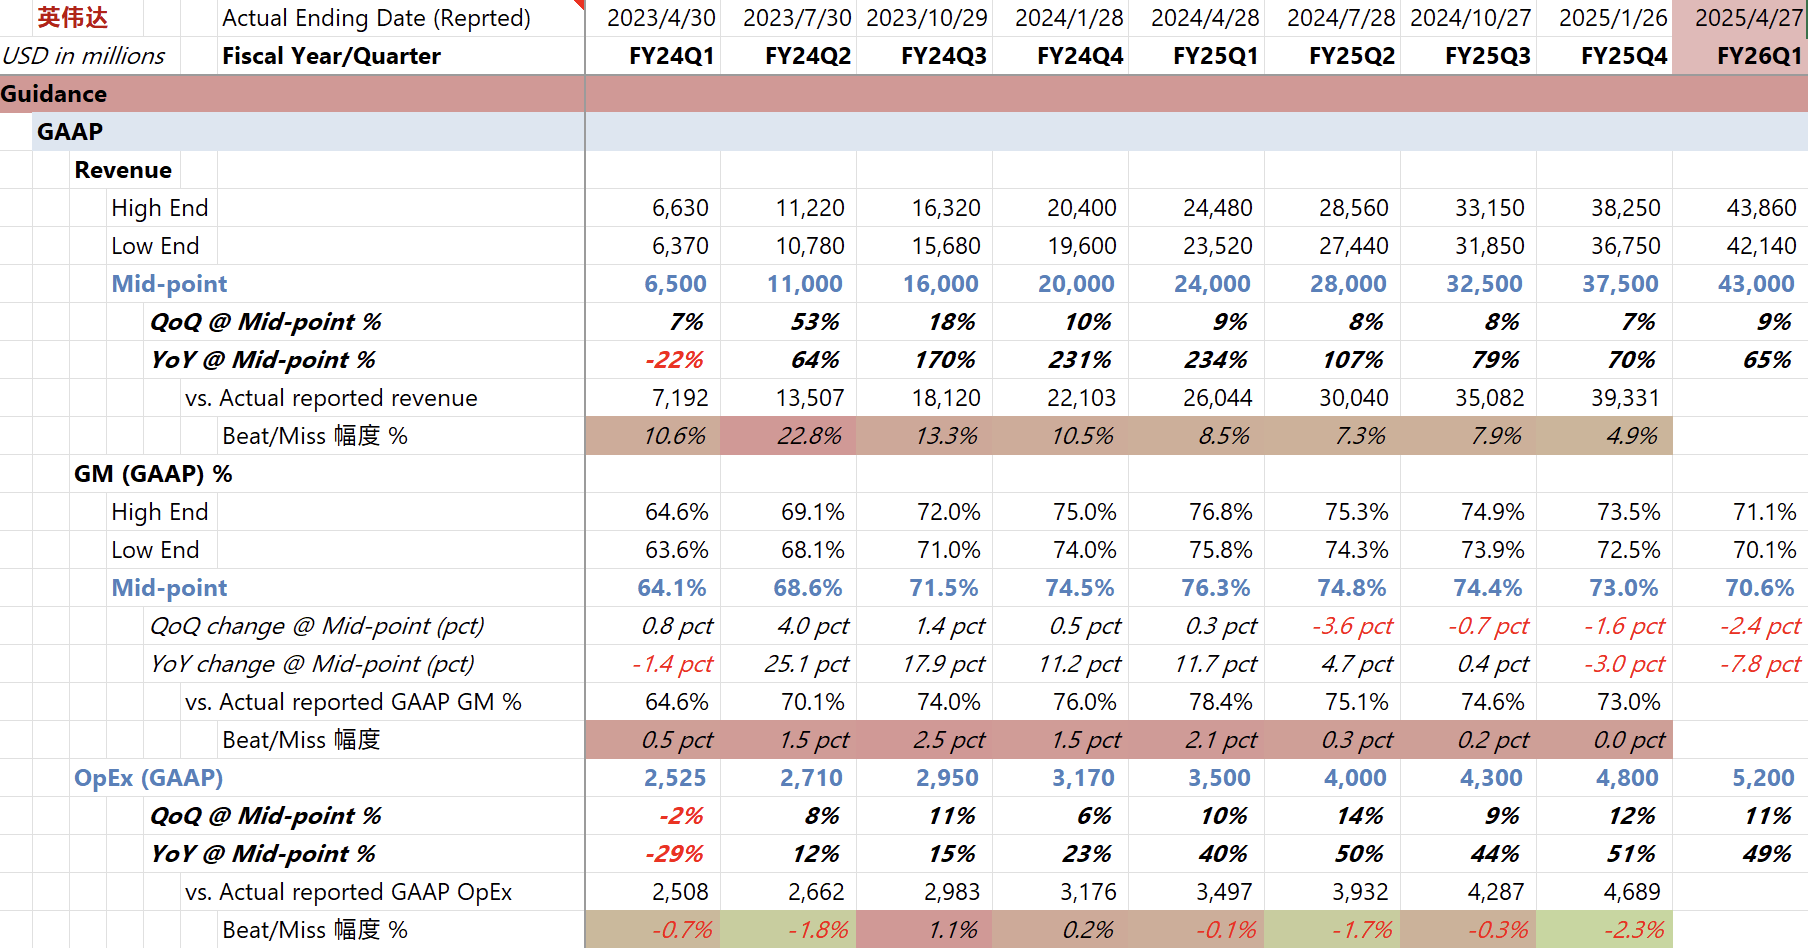 英伟达 Actual Ending Date (Reprted) 2023/4/30 2023/7/30 2023/10/29 2024/1/28 2024/4/28 2024/7/28 2024/10/27 2025/1/26 2025/4/27
USD in millions Fiscal Year/Quarter FY24Q1 FY24Q2 FY24Q3 FY24Q4 FY25Q1 FY25Q2 FY25Q3 FY25Q4 FY26Q1
Guidance
GAAP
Revenue
High End 6,630 11,220 16,320 20,400 24,480 28,560 33,150 38,250 43,860
Low End 6,370 10,780 15,680 19,600 23,520 27,440 31,850 36,750 42,140
Mid-point 6,500 11,000 16,000 20,000 24,000 28,000 32,500 37,500 43,000
QoQ @ Mid-point % 7% 53% 18% 10% 9% 8% 8% 7% 9%
YoY @ Mid-point % -22% 64% 170% 231% 234% 107% 79% 70% 65%
vs. Actual reported revenue 7,192 13,507 18,120 22,103 26,044 30,040 35,082 39,331
Beat/Miss 幅度 % 10.6% 22.8% 13.3% 10.5% 8.5% 7.3% 7.9% 4.9%
GM (GAAP) %
High End 64.6% 69.1% 72.0% 75.0% 76.8% 75.3% 74.9% 73.5% 71.1%
Low End 63.6% 68.1% 71.0% 74.0% 75.8% 74.3% 73.9% 72.5% 70.1%
Mid-point 64.1% 68.6% 71.5% 74.5% 76.3% 74.8% 74.4% 73.0% 70.6%
QoQ change @ Mid-point (pct) 0.8 pct 4.0 pct 1.4 pct 0.5 pct 0.3 pct -3.6 pct -0.7 pct -1.6 pct -2.4 pct
YoY change @ Mid-point (pct) -1.4 pct 25.1 pct 17.9 pct 11.2 pct 11.7 pct 4.7 pct 0.4 pct -3.0 pct -7.8 pct
vs. Actual reported GAAP GM % 64.6% 70.1% 74.0% 76.0% 78.4% 75.1% 74.6% 73.0%
Beat/Miss 幅度 0.5 pct 1.5 pct 2.5 pct 1.5 pct 2.1 pct 0.3 pct 0.2 pct 0.0 pct
OpEx (GAAP) 2,525 2,710 2,950 3,170 3,500 4,000 4,300 4,800 5,200
QoQ @ Mid-point % -2% 8% 11% 6% 10% 14% 9% 12% 11%
YoY @ Mid-point % -29% 12% 15% 23% 40% 50% 44% 51% 49%
vs. Actual reported GAAP OpEx 2,508 2,662 2,983 3,176 3,497 3,932 4,287 4,689
Beat/Miss 幅度 % -0.7% -1.8% 1.1% 0.2% -0.1% -1.7% -0.3% -2.3%